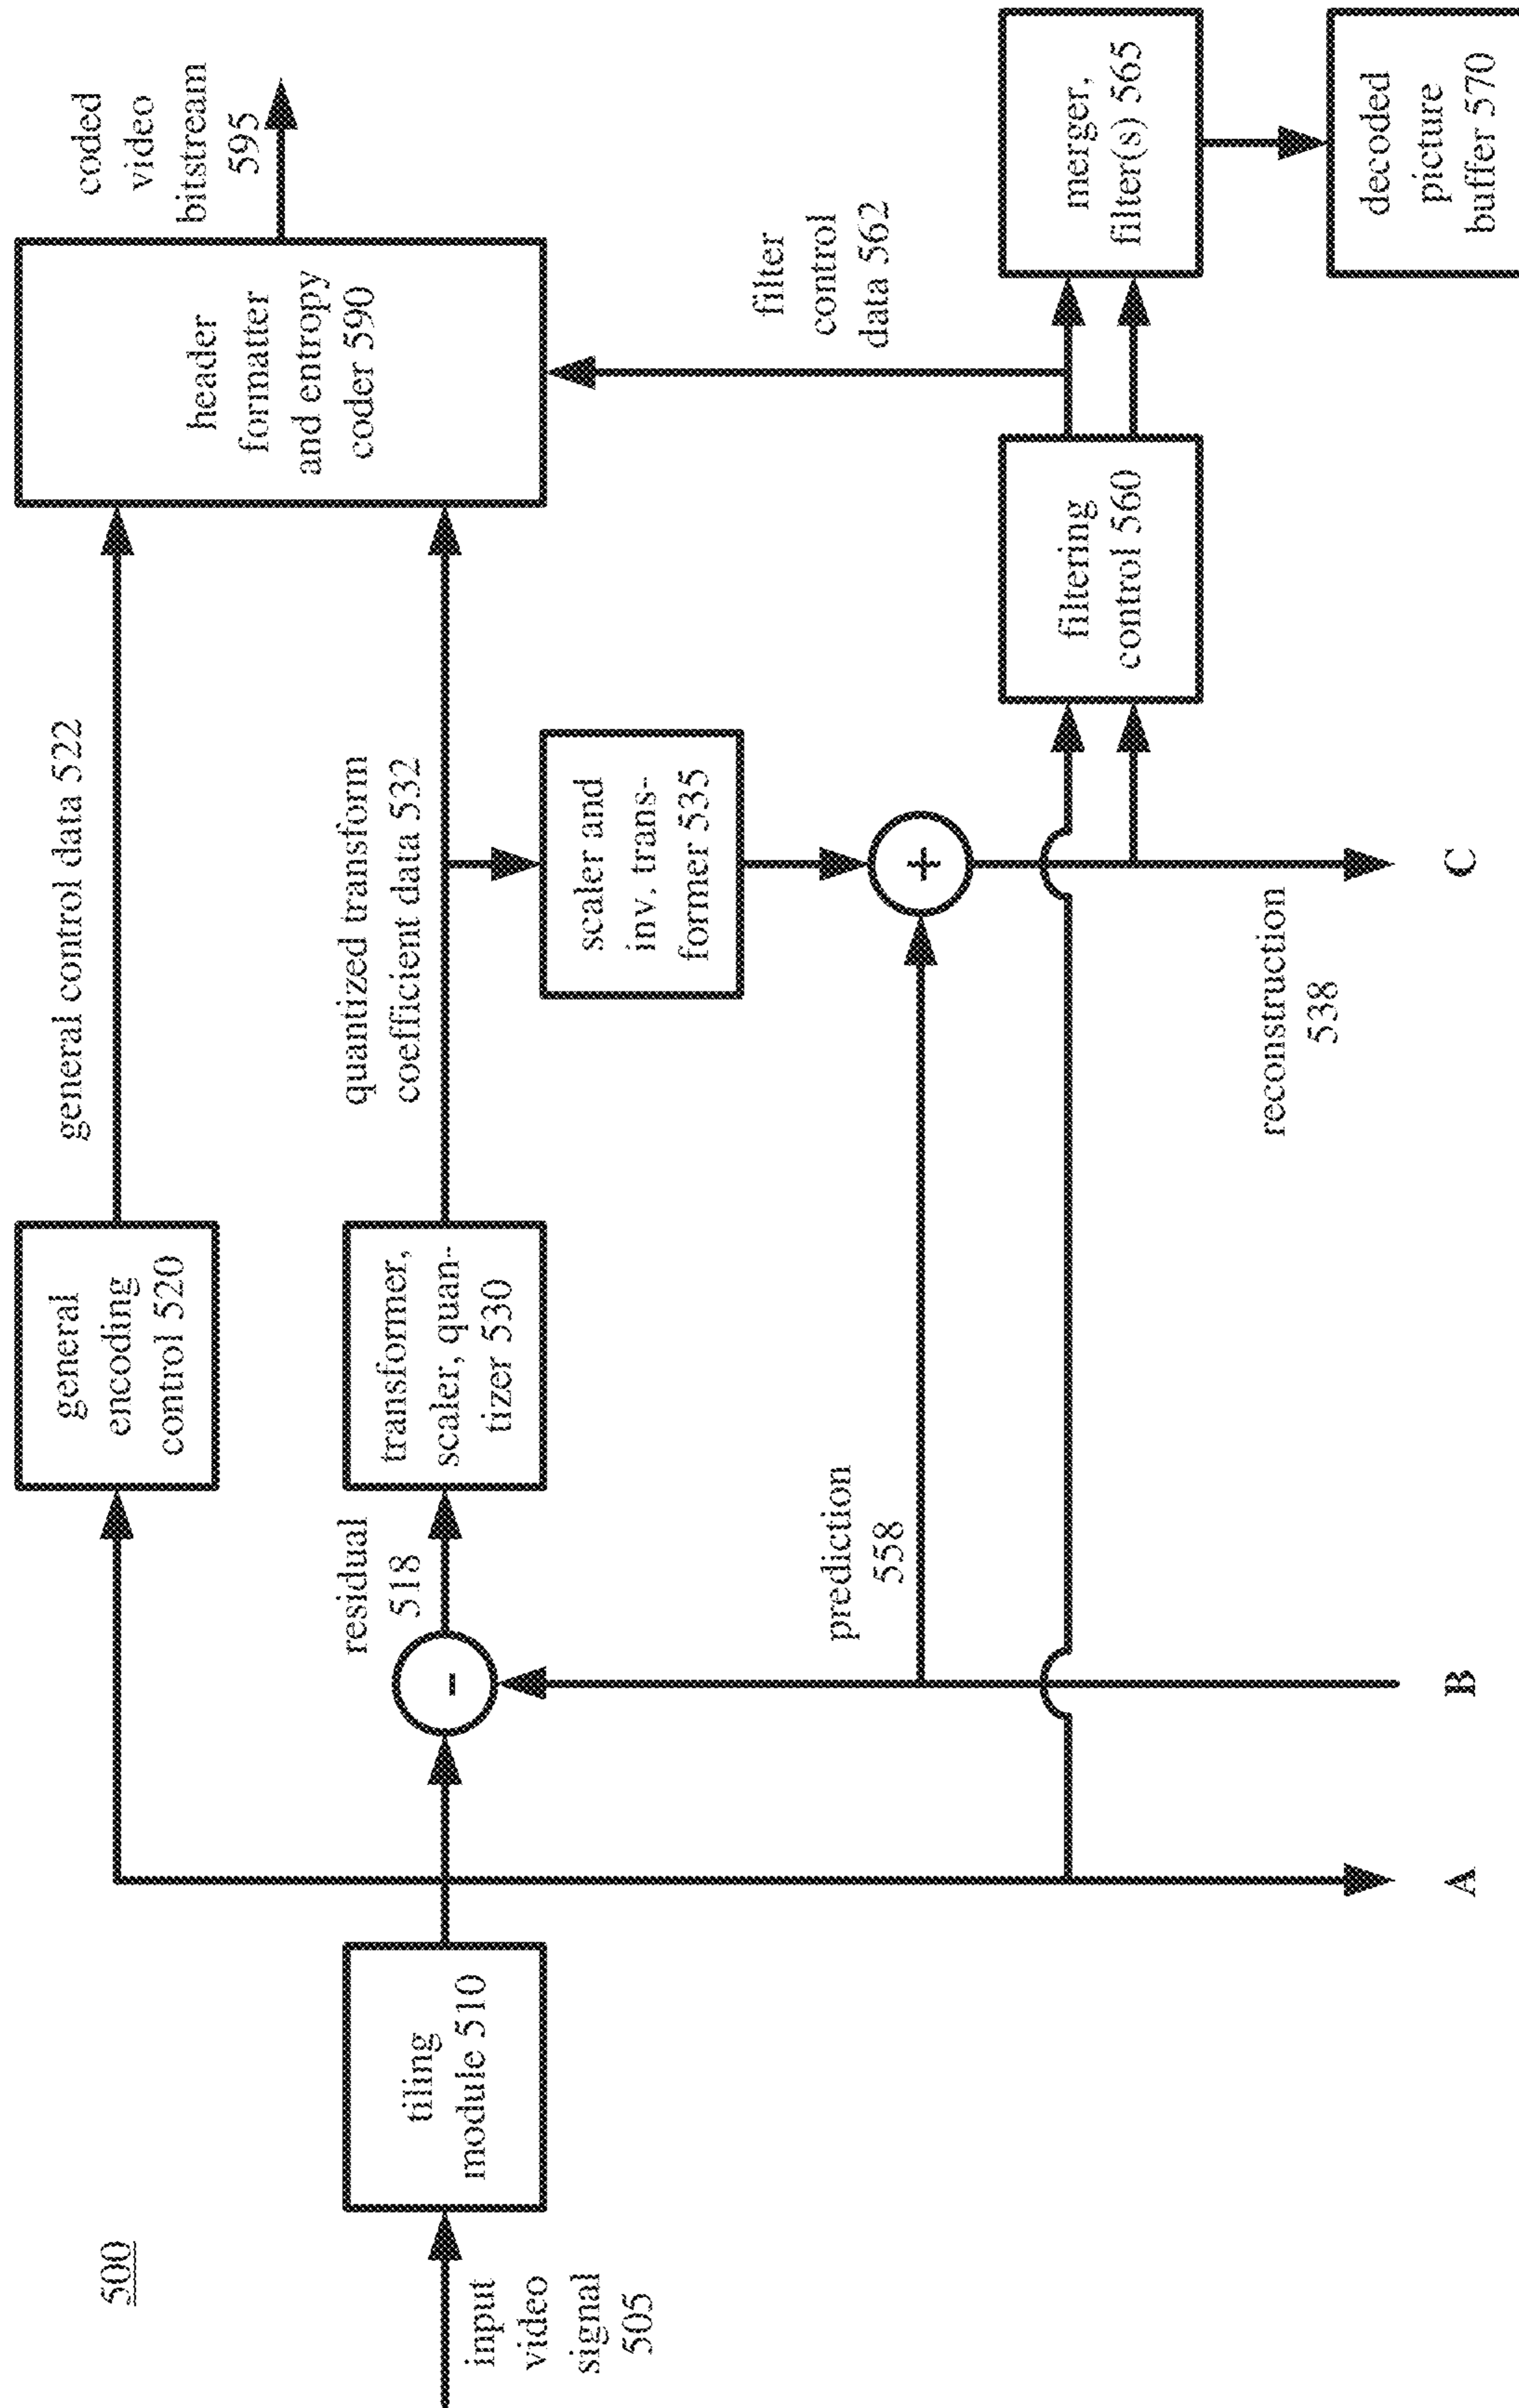 500
input
video
signal
505
tiling
module 510
general
encoding
control 520
general control data 522
residual
518
transformer,
scaler, quan-
tizer 530
quantized transform
coefficient data 532
header
formatter
and entropy
coder 590
coded
video
bitstream
595
scaler and
inv. trans-
former 535
prediction
558
-
+
filter
control
data 562
filtering
control 560
merger,
filter(s) 565
decoded
picture
buffer 570
reconstruction
538
A
B
C